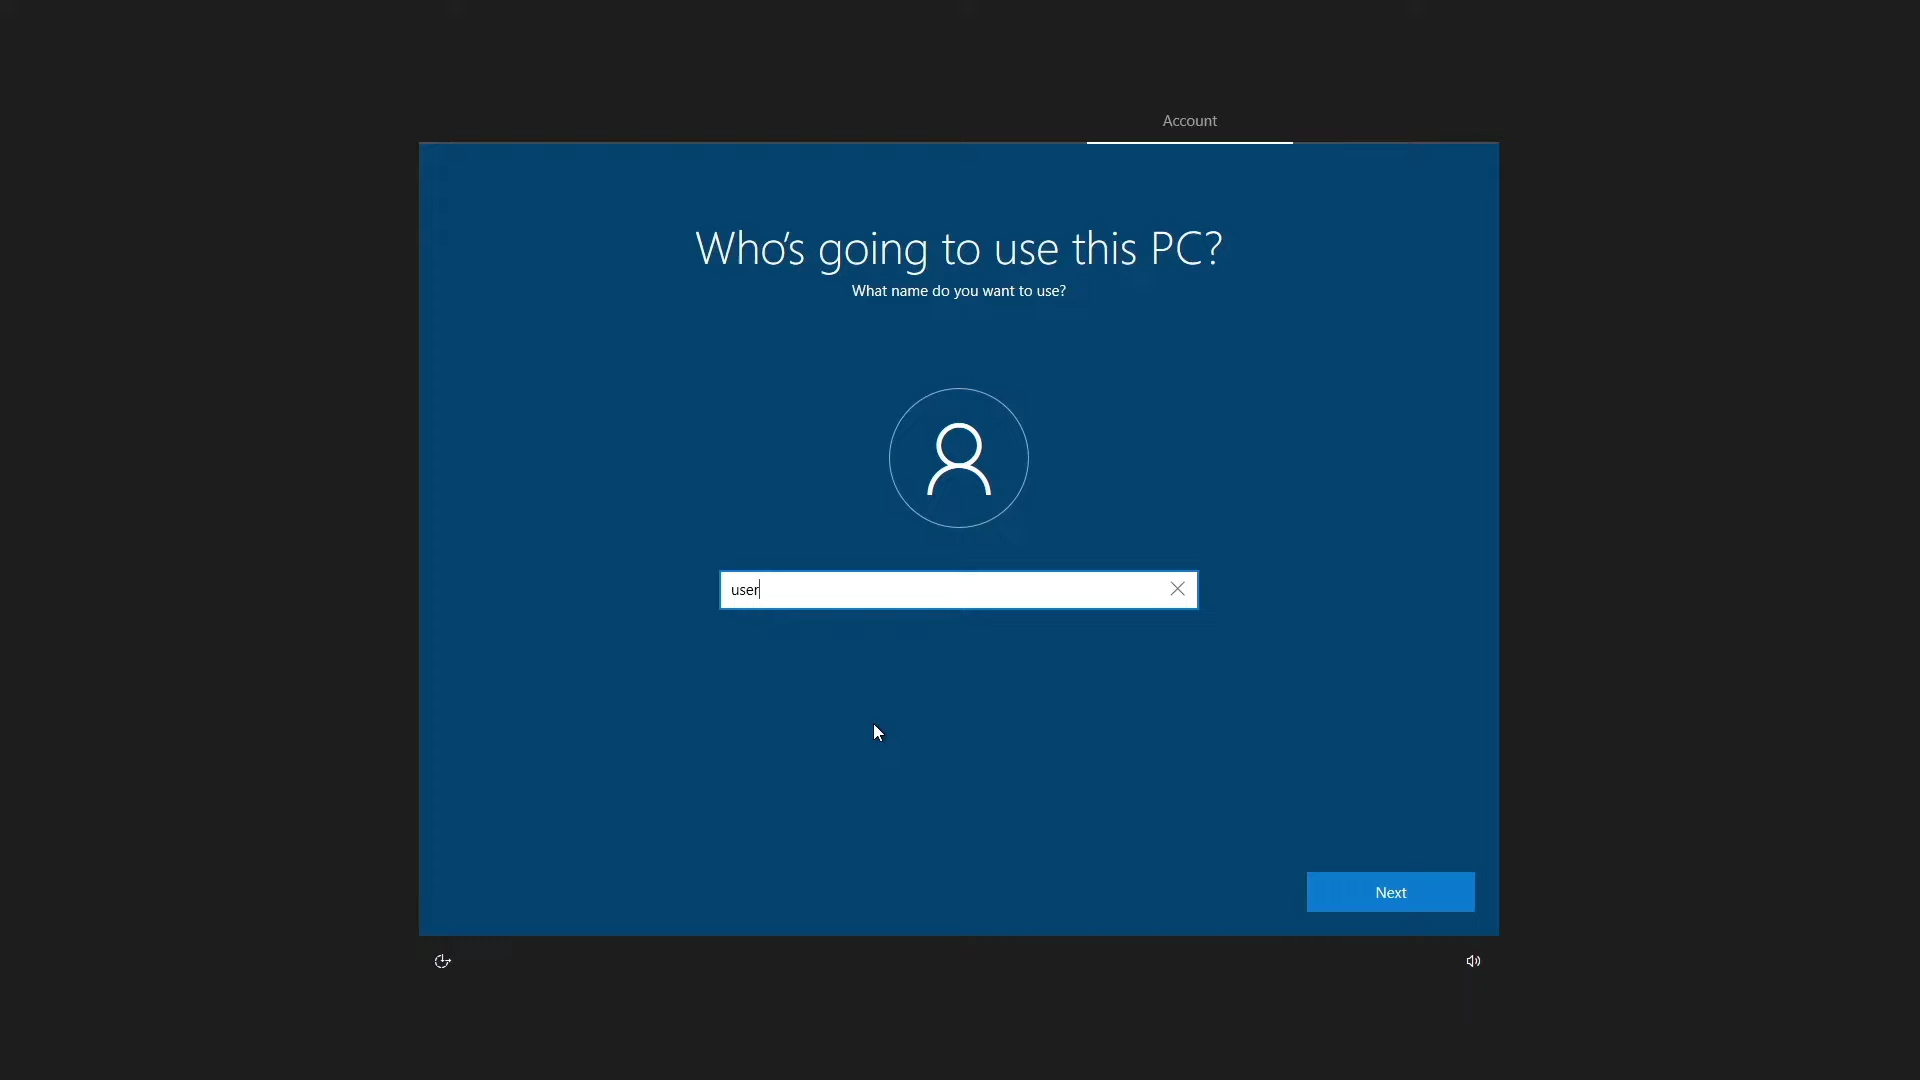 Account
Who's going to use this PC?
What name do you want to use?
user
Next